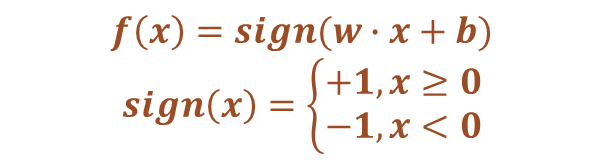 f(x) = sign(w · x + b)
sign(x) = {+1, x ≥ 0
−1, x < 0